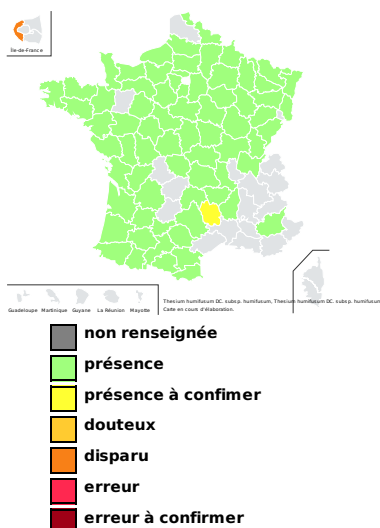 Île-de-France
Guadeloupe Martinique Guyane La Réunion Mayotte
Thesium humifusum DC. subsp. humifusum, Thesium humifusum DC. subsp. humifusum
Carte en cours d'élaboration.
non renseignée
présence
présence à confimer
douteux
disparu
erreur
erreur à confirmer